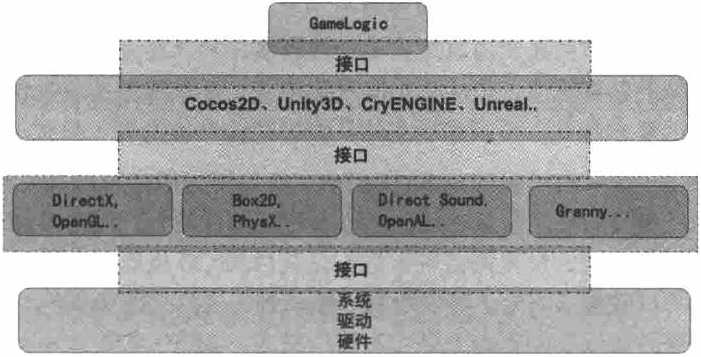 GameLogic
接口
Cocos2D、Unity3D、CryENGINE、Unreal..
接口
DirectX,
OpenGL..
Box2D,
PhysX..
Direct Sound.
OpenAL..
Granny...
接口
系统
驱动
硬件